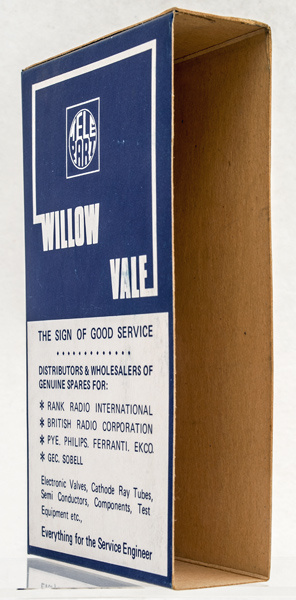 TELE
PART
WILLOW
VALE
THE SIGN OF GOOD SERVICE
DISTRIBUTORS & WHOLESALERS OF
GENUINE SPARES FOR:
* RANK RADIO INTERNATIONAL
* BRITISH RADIO CORPORATION
* PYE, PHILIPS, FERRANTI, EKCO,
* GEC, SOBELL
Electronic Valves, Cathode Ray Tubes,
Semi Conductors, Components, Test
Equipment etc.,
Everything for the Service Engineer